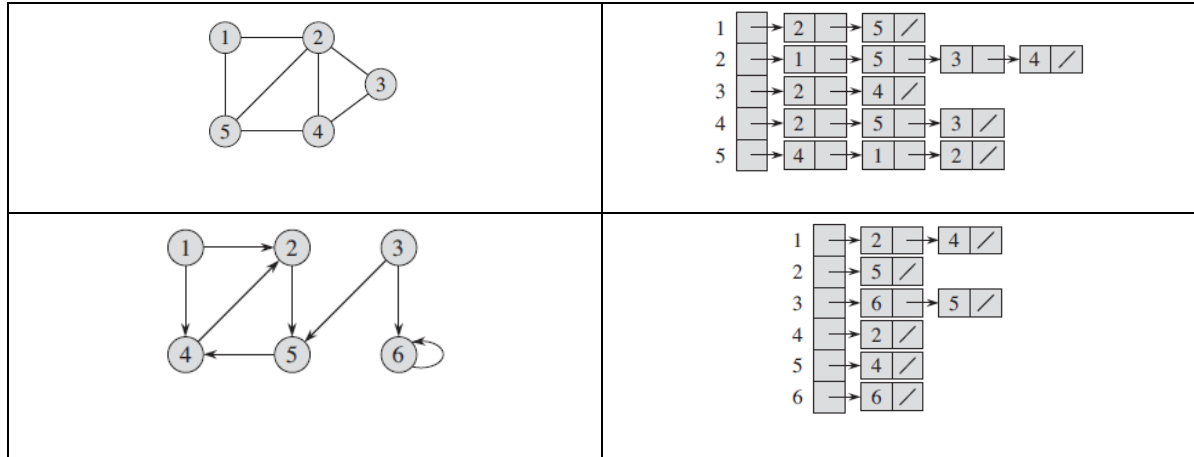 1 2
3
5 4
1 2 5 /
2 1 5 3 4 /
3 2 4 /
4 2 5 3 /
5 4 1 2 /
1 2 3
4 5 6
1 2 4 /
2 5 /
3 6 5 /
4 2 /
5 4 /
6 6 /